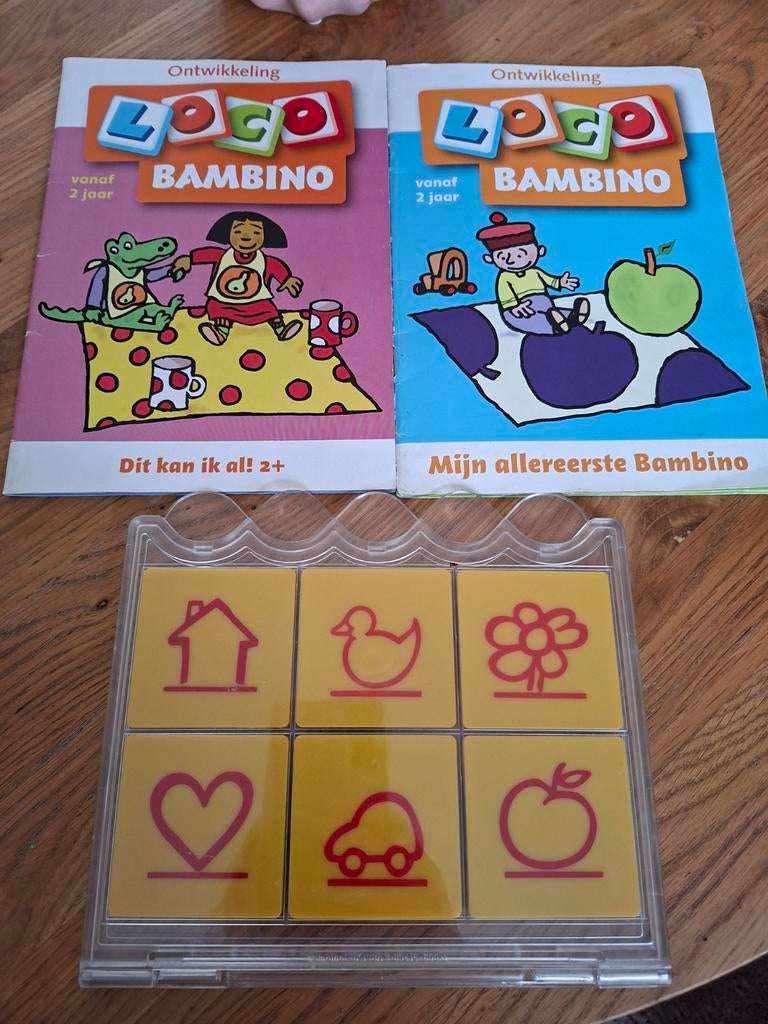 Ontwikkeling
LOCO
BAMBINO
vanaf
2 jaar
Dit kan ik al! 2+
Ontwikkeling
LOCO
BAMBINO
vanaf
2 jaar
Mijn allereerste Bambino